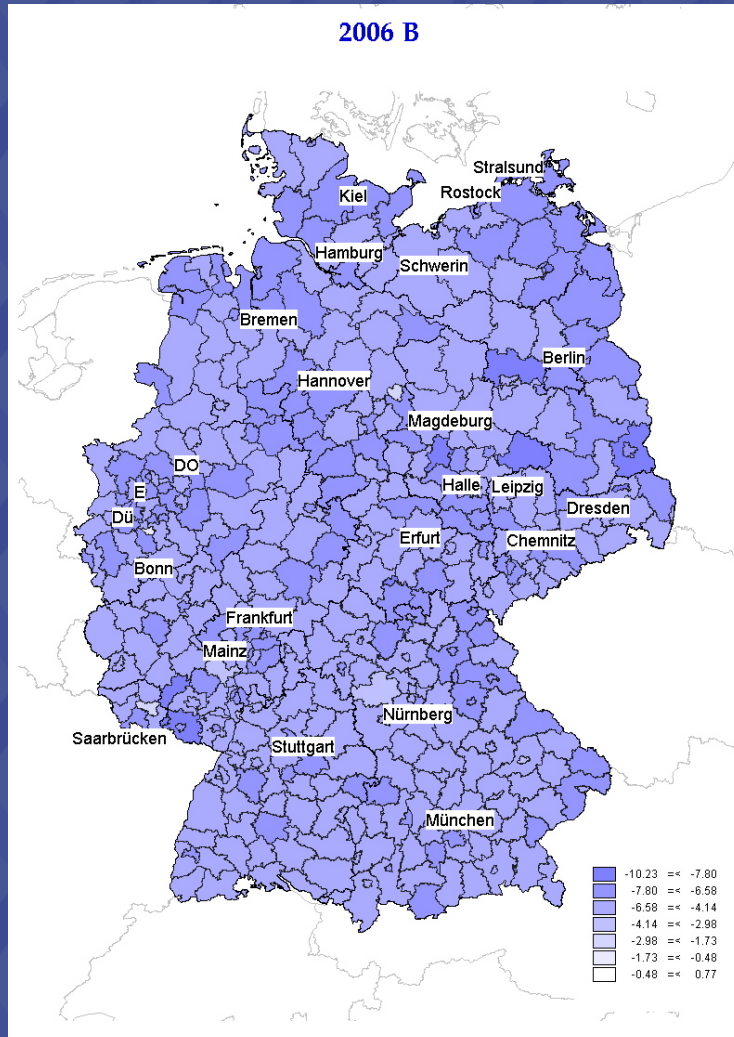 2006 B
Stralsund
Rostock
Kiel
Hamburg
Schwerin
Bremen
Berlin
Hannover
Magdeburg
DO
E
Halle
Leipzig
Dü
Dresden
Erfurt
Chemnitz
Bonn
Frankfurt
Mainz
Nürnberg
Saarbrücken
Stuttgart
München
-10.23 =< -7.80
-7.80 =< -6.58
-6.58 =< -4.14
-4.14 =< -2.98
-2.98 =< -1.73
-1.73 =< -0.48
-0.48 =< 0.77